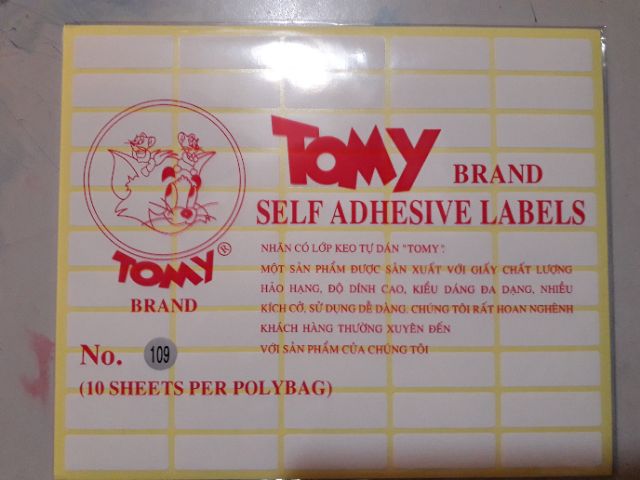 TOMY BRAND
SELF ADHESIVE LABELS
TOMY ®
BRAND
NHÃN CÓ LỚP KEO TỰ DÁN "TOMY".
MỘT SẢN PHẨM ĐƯỢC SẢN XUẤT VỚI GIẤY CHẤT LƯỢNG
HẢO HẠNG, ĐỘ DÍNH CAO, KIỂU DÁNG ĐA DẠNG, NHIỀU
KÍCH CỠ, SỬ DỤNG DỄ DÀNG. CHÚNG TÔI RẤT HOAN NGHÊNH
KHÁCH HÀNG THƯỜNG XUYÊN ĐẾN
VỚI SẢN PHẨM CỦA CHÚNG TÔI
No. 109
(10 SHEETS PER POLYBAG)